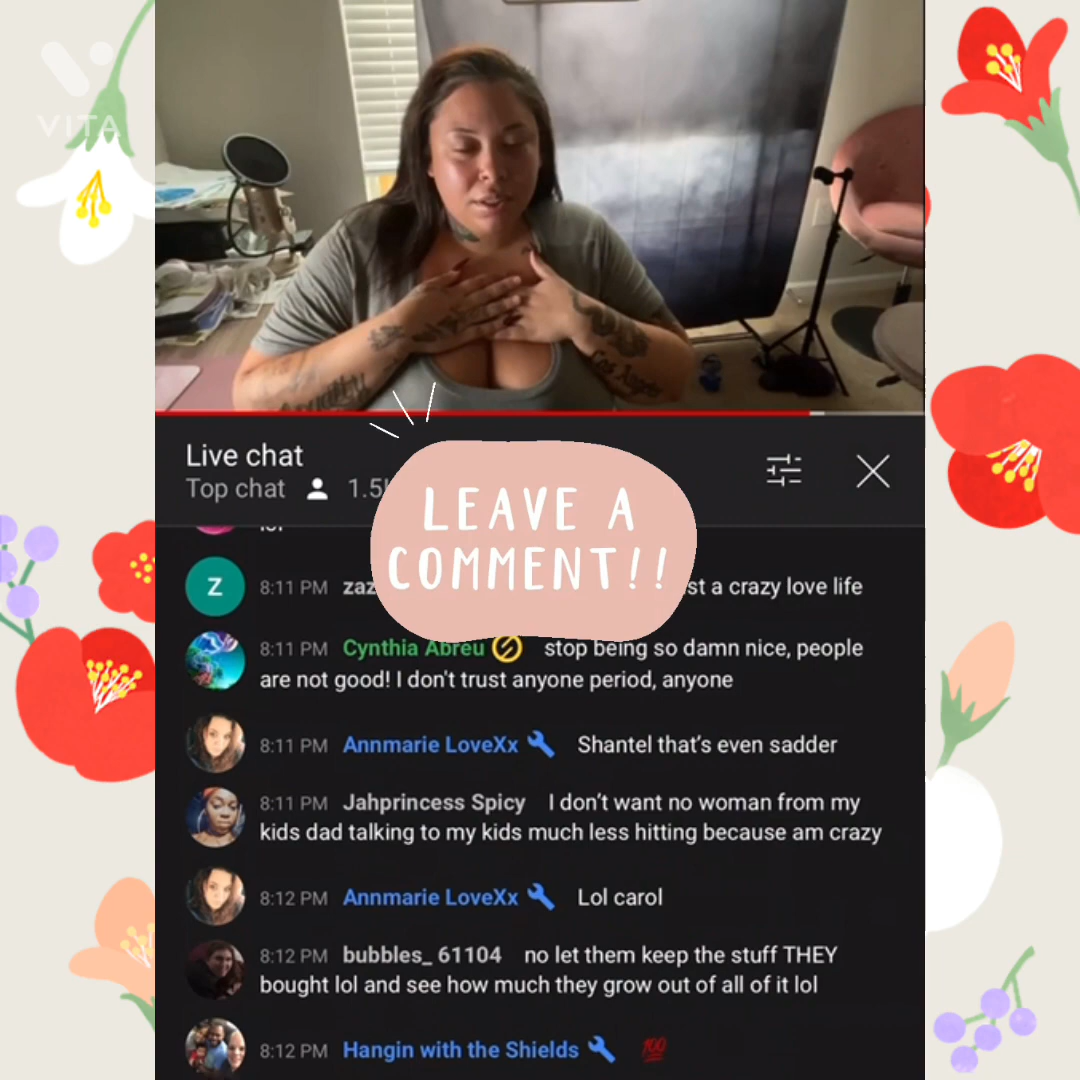 VITA
Los Angeles
Live chat
Top chat 1.5
LEAVE A
COMMENT!!
lol
Z 8:11 PM zaz st a crazy love life
8:11 PM Cynthia Abreu stop being so damn nice, people
are not good! I don't trust anyone period, anyone
8:11 PM Annmarie LoveXx Shantel that's even sadder
8:11 PM Jahprincess Spicy I don't want no woman from my
kids dad talking to my kids much less hitting because am crazy
8:12 PM Annmarie LoveXx Lol carol
8:12 PM bubbles_ 61104 no let them keep the stuff THEY
bought lol and see how much they grow out of all of it lol
8:12 PM Hangin with the Shields 💯